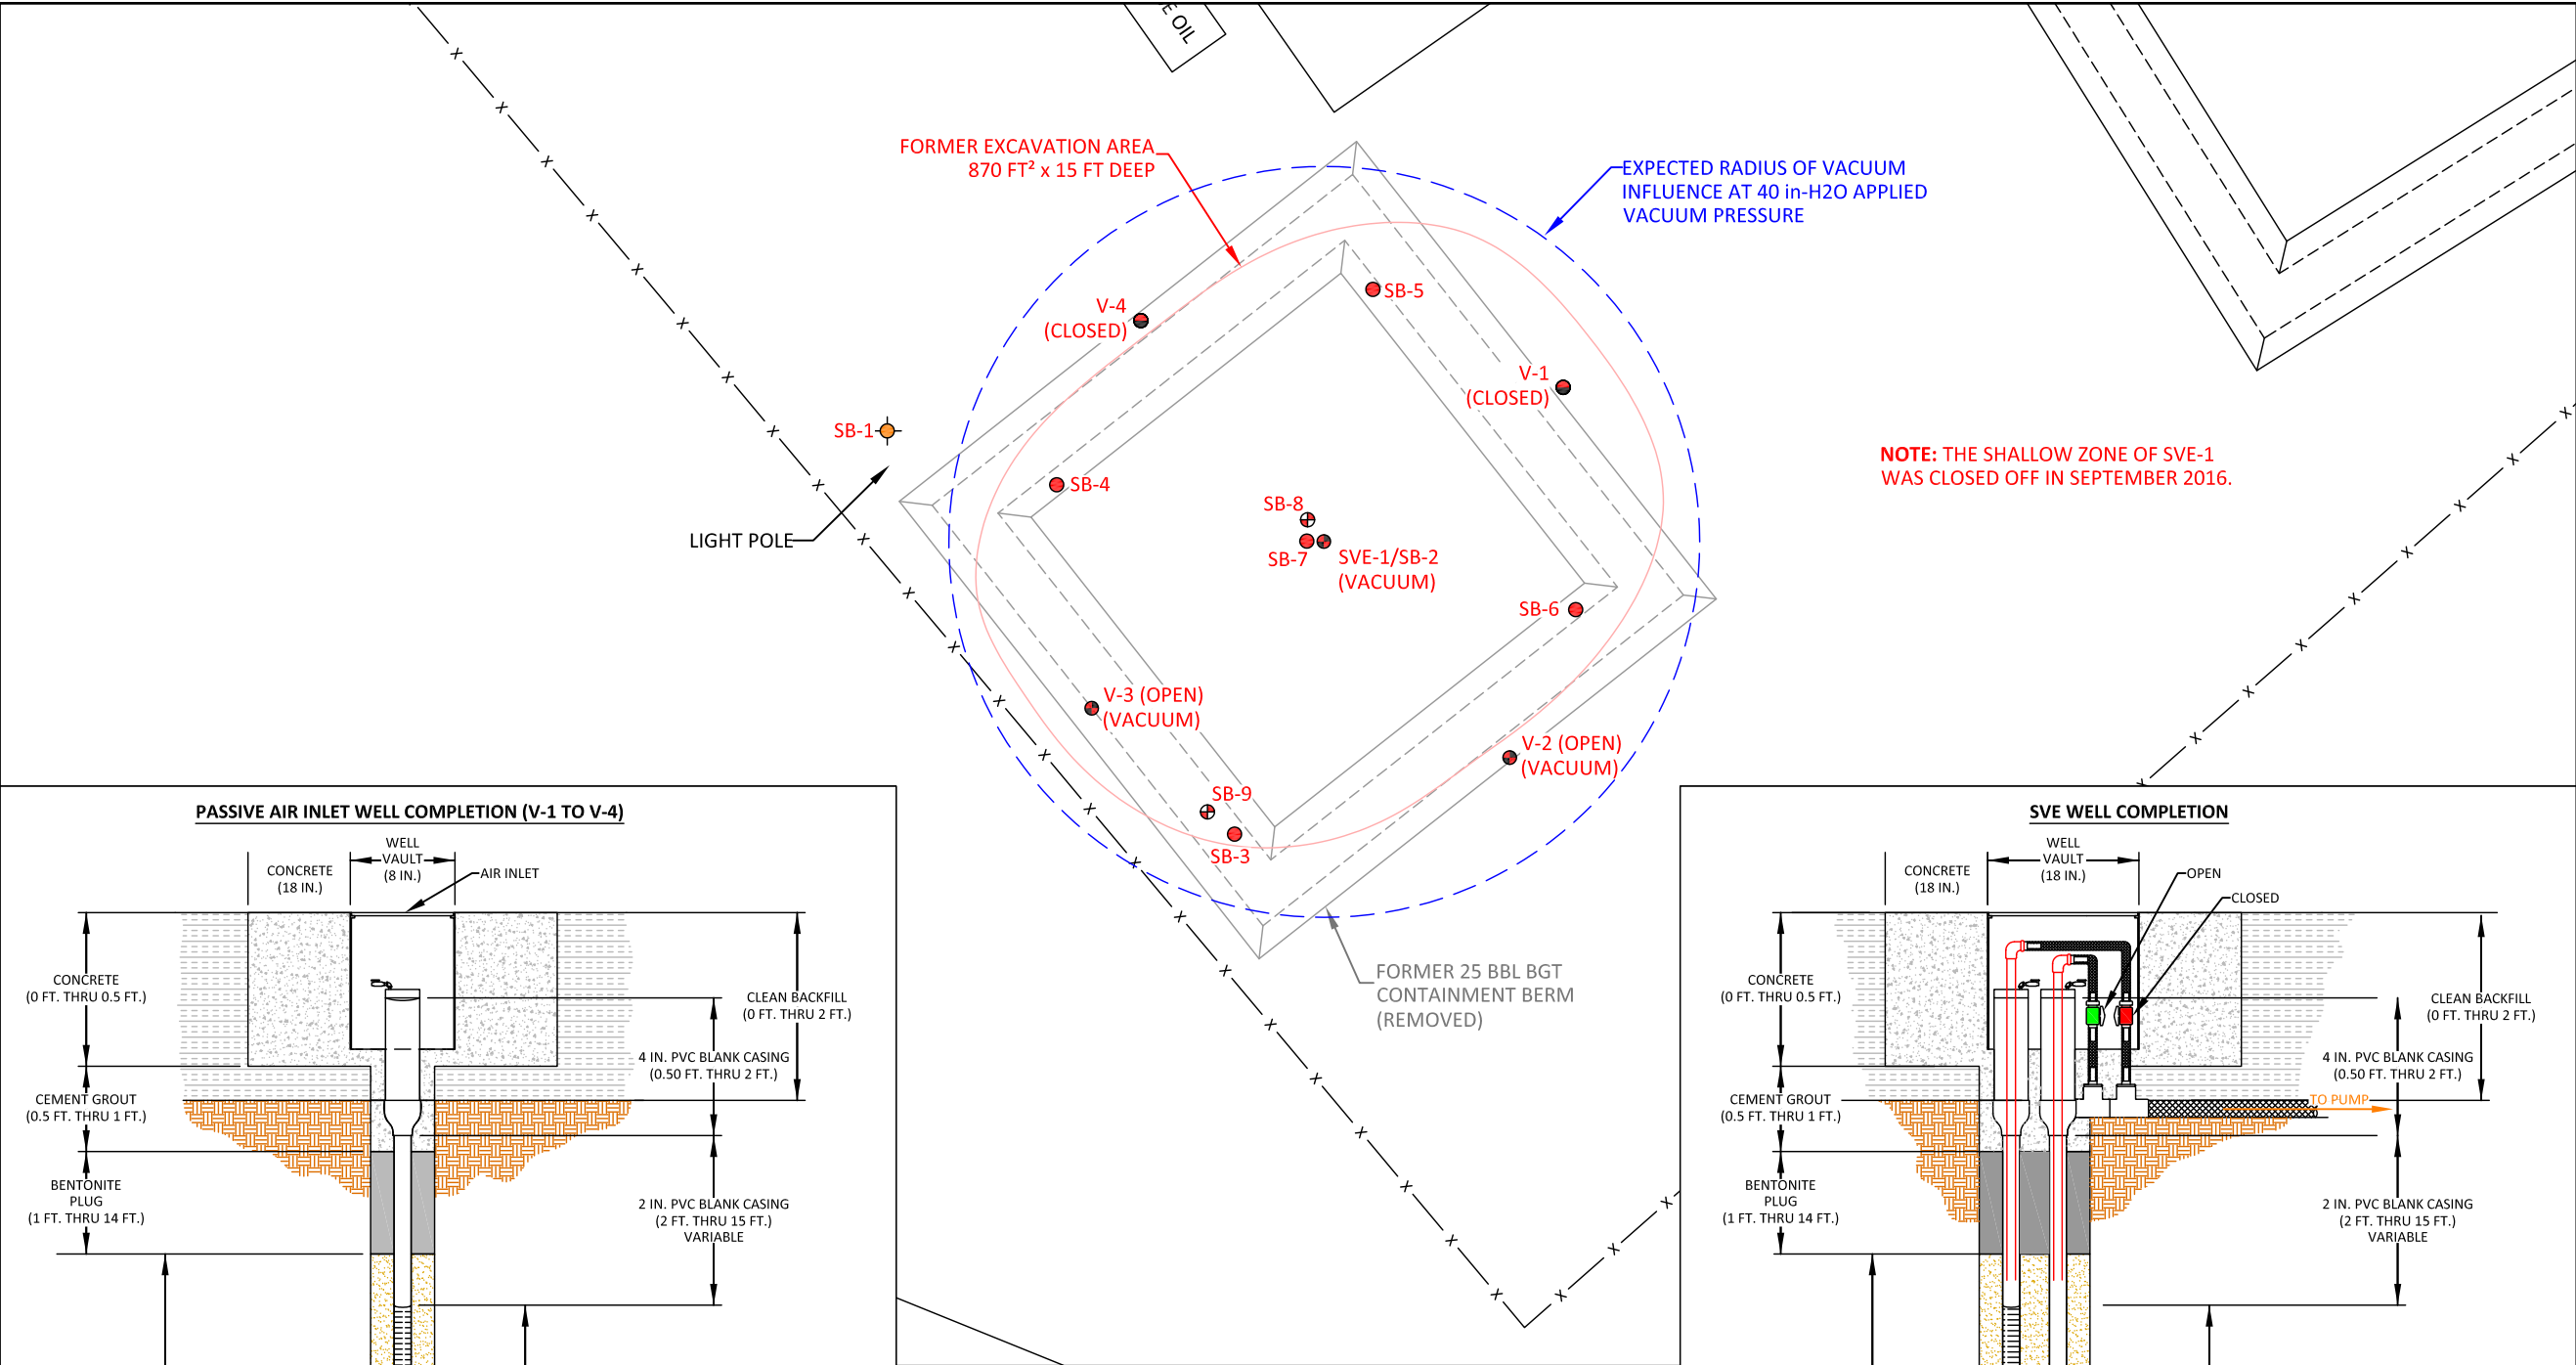 OIL
FORMER EXCAVATION AREA
870 FT² x 15 FT DEEP
EXPECTED RADIUS OF VACUUM
INFLUENCE AT 40 in-H2O APPLIED
VACUUM PRESSURE
V-4
(CLOSED)
SB-5
V-1
(CLOSED)
SB-1
NOTE: THE SHALLOW ZONE OF SVE-1
WAS CLOSED OFF IN SEPTEMBER 2016.
SB-4
LIGHT POLE
SB-8
SB-7
SVE-1/SB-2
(VACUUM)
SB-6
V-3 (OPEN)
(VACUUM)
V-2 (OPEN)
(VACUUM)
SB-9
SB-3
FORMER 25 BBL BGT
CONTAINMENT BERM
(REMOVED)
PASSIVE AIR INLET WELL COMPLETION (V-1 TO V-4)
WELL
VAULT
(8 IN.)
CONCRETE
(18 IN.)
AIR INLET
CONCRETE
(0 FT. THRU 0.5 FT.)
CLEAN BACKFILL
(0 FT. THRU 2 FT.)
4 IN. PVC BLANK CASING
(0.50 FT. THRU 2 FT.)
CEMENT GROUT
(0.5 FT. THRU 1 FT.)
BENTONITE
PLUG
(1 FT. THRU 14 FT.)
2 IN. PVC BLANK CASING
(2 FT. THRU 15 FT.)
VARIABLE
SVE WELL COMPLETION
WELL
VAULT
(18 IN.)
CONCRETE
(18 IN.)
OPEN
CLOSED
CONCRETE
(0 FT. THRU 0.5 FT.)
CLEAN BACKFILL
(0 FT. THRU 2 FT.)
4 IN. PVC BLANK CASING
(0.50 FT. THRU 2 FT.)
CEMENT GROUT
(0.5 FT. THRU 1 FT.)
TO PUMP
BENTONITE
PLUG
(1 FT. THRU 14 FT.)
2 IN. PVC BLANK CASING
(2 FT. THRU 15 FT.)
VARIABLE